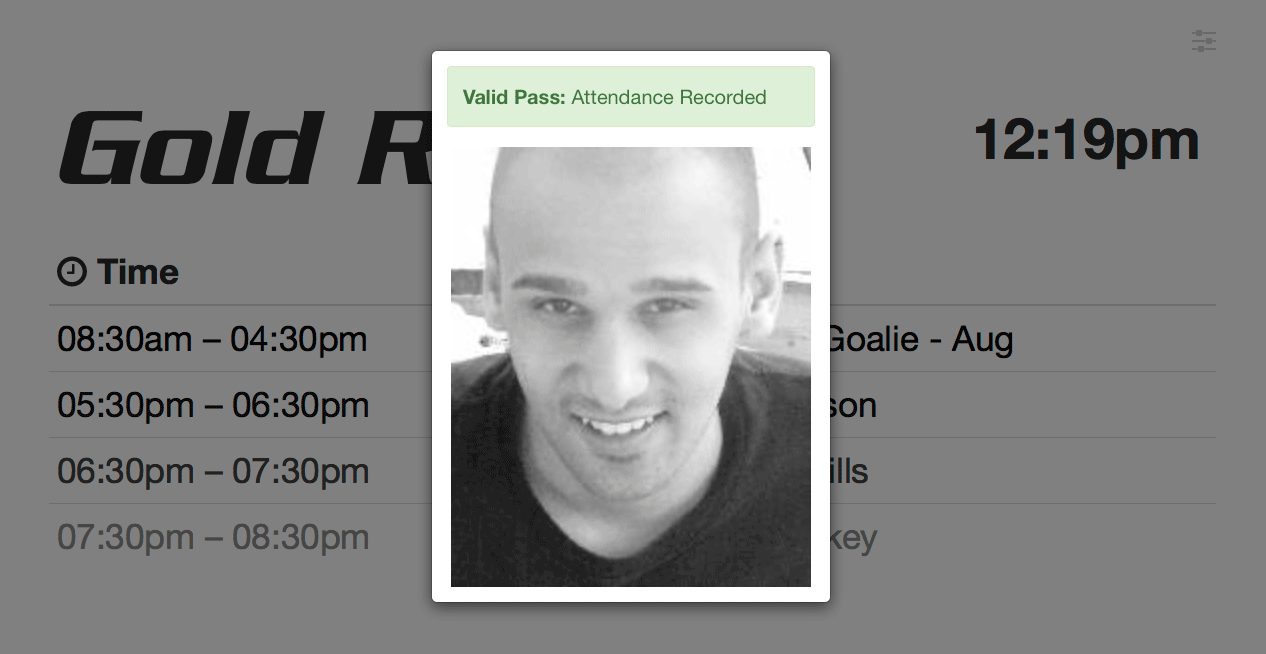 Valid Pass: Attendance Recorded
Gold R
12:19pm
Time
08:30am – 04:30pm Goalie - Aug
05:30pm – 06:30pm son
06:30pm – 07:30pm ills
07:30pm – 08:30pm key